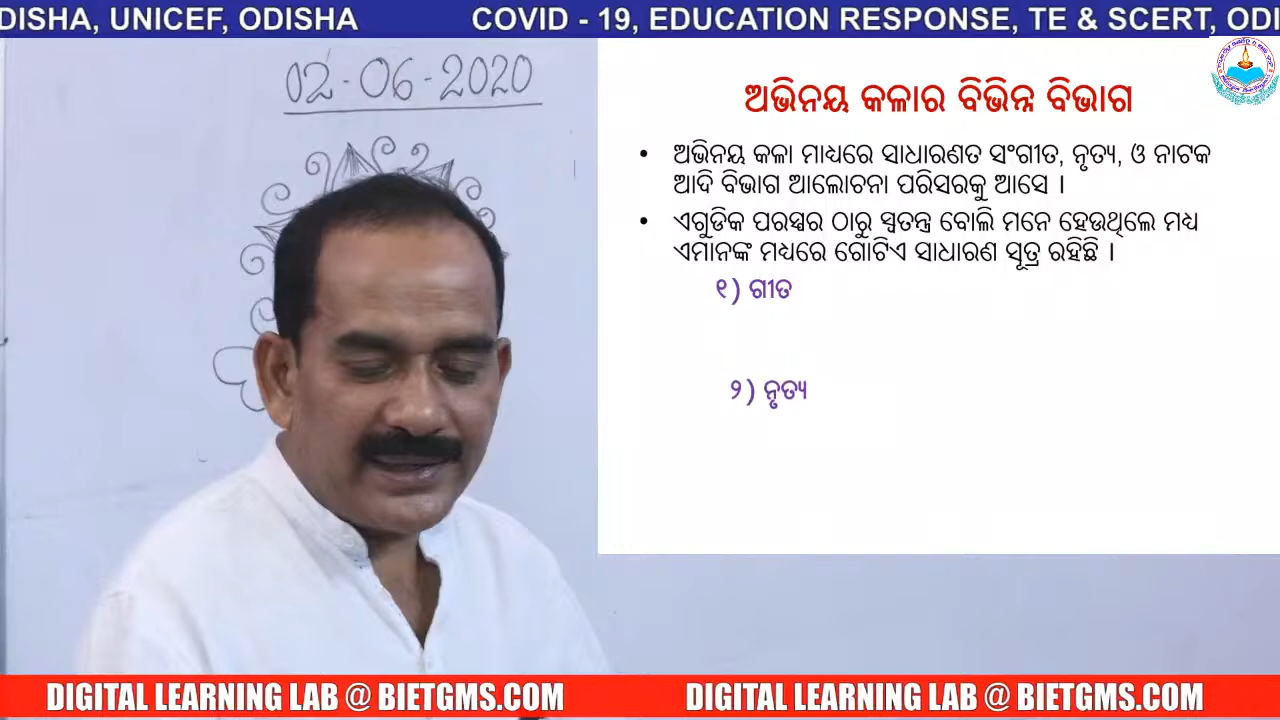 DISHA, UNICEF, ODISHA COVID - 19, EDUCATION RESPONSE, TE & SCERT, ODI
02-06-2020
ଅଭିନୟ କଳାର ବିଭିନ୍ନ ବିଭାଗ
• ଅଭିନୟ କଳା ମାଧ୍ୟରେ ସାଧାରଣତ ସଂଗୀତ, ନୃତ୍ୟ, ଓ ନାଟକ
ଆଦି ବିଭାଗ ଆଲୋଚନା ପରିସରକୁ ଆସେ ।
• ଏଗୁଡିକ ପରସ୍ପର ଠାରୁ ସ୍ଵତନ୍ତ୍ର ବୋଲି ମନେ ହେଉଥିଲେ ମଧ୍ୟ
ଏମାନଙ୍କ ମଧ୍ୟରେ ଗୋଟିଏ ସାଧାରଣ ସୂତ୍ର ରହିଛି ।
୧) ଗୀତ
୨) ନୃତ୍ୟ
DIGITAL LEARNING LAB @ BIETGMS.COM DIGITAL LEARNING LAB @ BIETGMS.COM